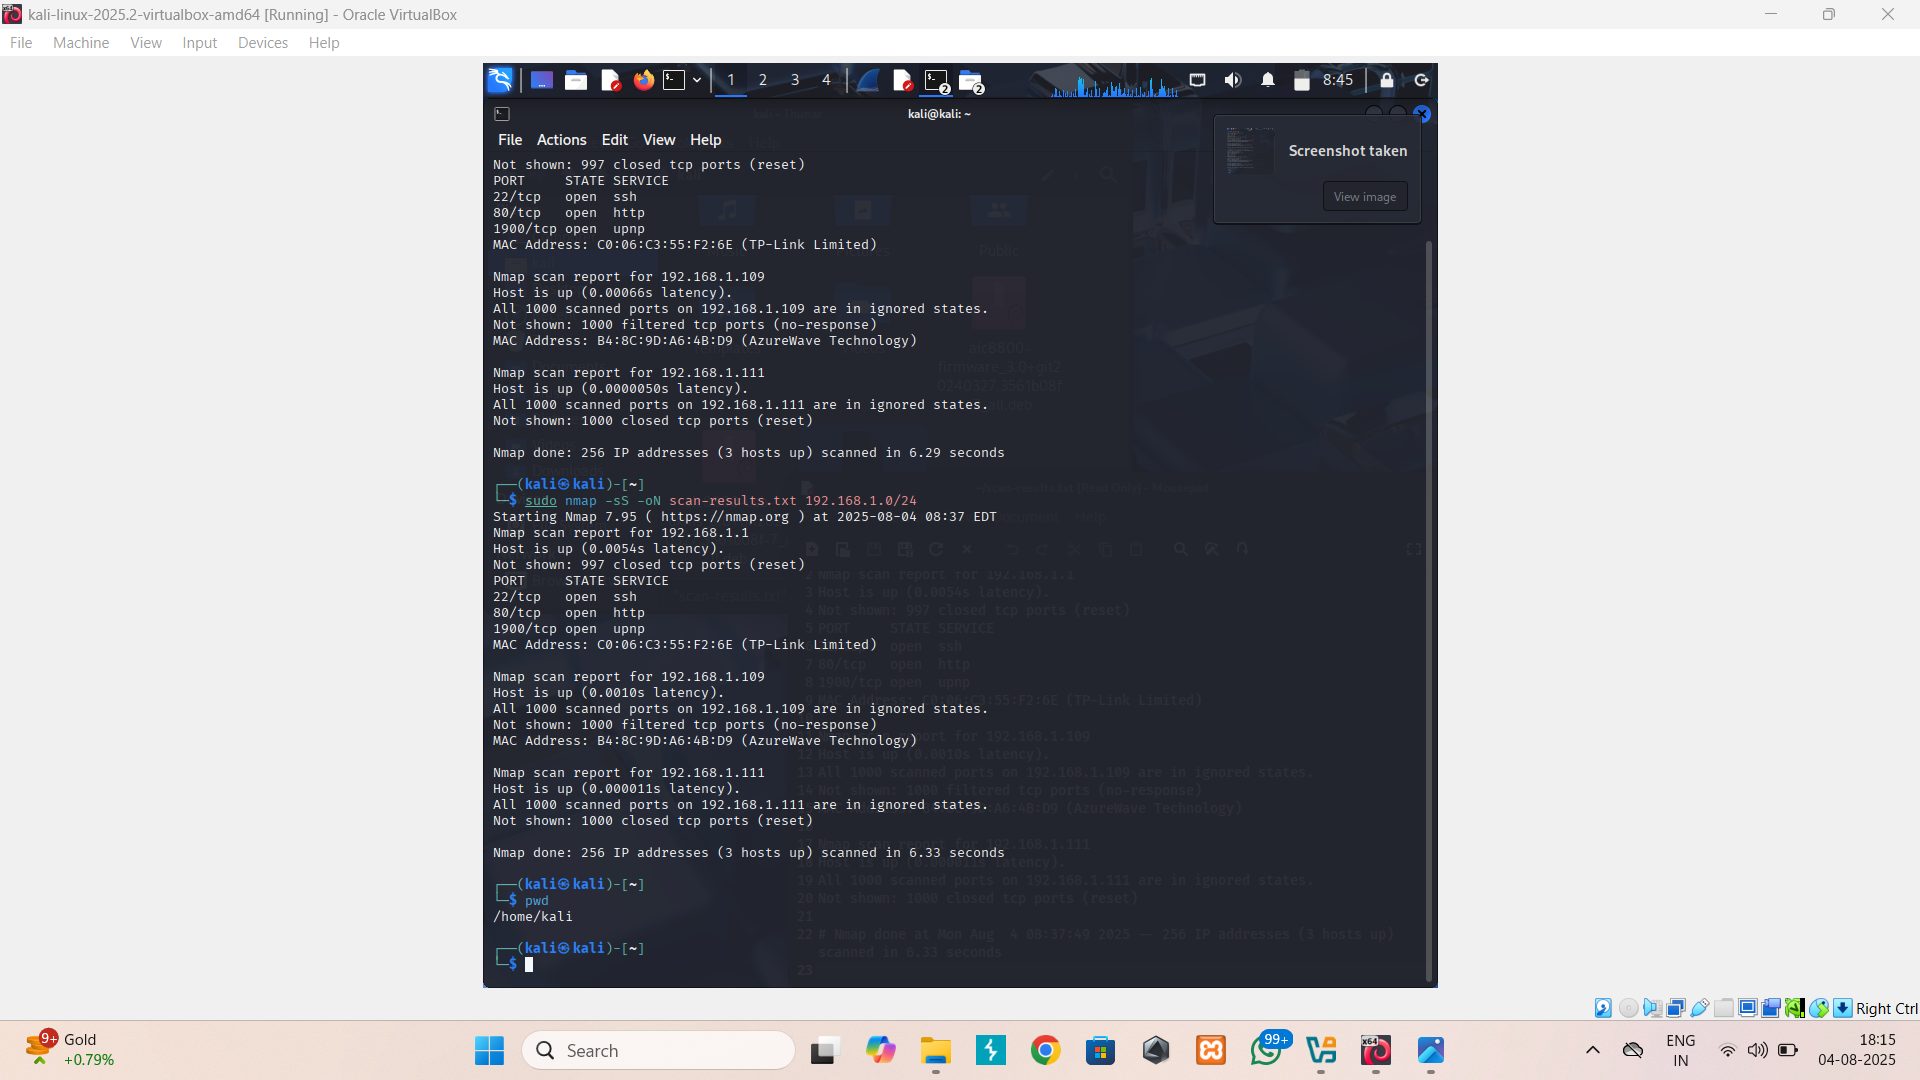 kali-linux-2025.2-virtualbox-amd64 [Running] - Oracle VirtualBox
File Machine View Input Devices Help
1 2 3 4 2 2 8:45
kali@kali: ~
File Actions Edit View Help
Screenshot taken
View image
Not shown: 997 closed tcp ports (reset)
PORT     STATE SERVICE
22/tcp   open  ssh
80/tcp   open  http
1900/tcp open  upnp
MAC Address: C0:06:C3:55:F2:6E (TP-Link Limited)
Nmap scan report for 192.168.1.109
Host is up (0.00066s latency).
All 1000 scanned ports on 192.168.1.109 are in ignored states.
Not shown: 1000 filtered tcp ports (no-response)
MAC Address: B4:8C:9D:A6:4B:D9 (AzureWave Technology)
Nmap scan report for 192.168.1.111
Host is up (0.0000050s latency).
All 1000 scanned ports on 192.168.1.111 are in ignored states.
Not shown: 1000 closed tcp ports (reset)
Nmap done: 256 IP addresses (3 hosts up) scanned in 6.29 seconds
┌──(kali㉿kali)-[~]
└─$ sudo nmap -sS -oN scan-results.txt 192.168.1.0/24
Starting Nmap 7.95 ( https://nmap.org ) at 2025-08-04 08:37 EDT
Nmap scan report for 192.168.1.1
Host is up (0.0054s latency).
Not shown: 997 closed tcp ports (reset)
PORT     STATE SERVICE
22/tcp   open  ssh
80/tcp   open  http
1900/tcp open  upnp
MAC Address: C0:06:C3:55:F2:6E (TP-Link Limited)
Nmap scan report for 192.168.1.109
Host is up (0.0010s latency).
All 1000 scanned ports on 192.168.1.109 are in ignored states.
Not shown: 1000 filtered tcp ports (no-response)
MAC Address: B4:8C:9D:A6:4B:D9 (AzureWave Technology)
Nmap scan report for 192.168.1.111
Host is up (0.000011s latency).
All 1000 scanned ports on 192.168.1.111 are in ignored states.
Not shown: 1000 closed tcp ports (reset)
Nmap done: 256 IP addresses (3 hosts up) scanned in 6.33 seconds
┌──(kali㉿kali)-[~]
└─$ pwd
/home/kali
┌──(kali㉿kali)-[~]
└─$
Right Ctrl
9+ Gold
+0.79%
Search
99+
x64
ENG
IN
18:15
04-08-2025